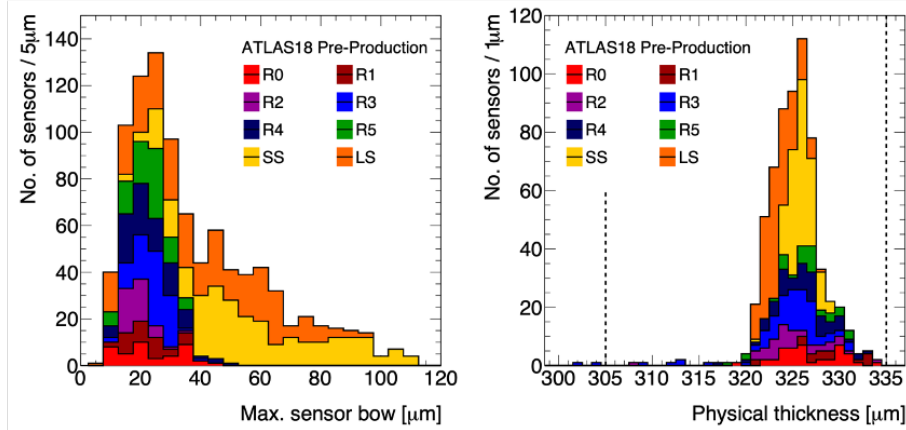 No. of sensors / 5μm
140
120
100
80
60
40
20
0
ATLAS18 Pre-Production
R0 R1
R2 R3
R4 R5
SS LS
0 20 40 60 80 100 120
Max. sensor bow [μm]
No. of sensors / 1μm
120
100
80
60
40
20
0
ATLAS18 Pre-Production
R0 R1
R2 R3
R4 R5
SS LS
300 305 310 315 320 325 330 335
Physical thickness [μm]